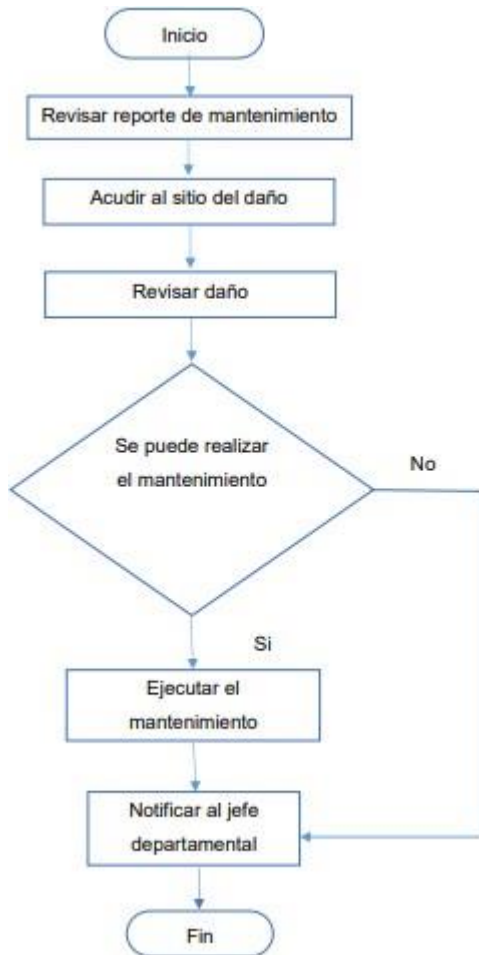 Inicio
Revisar reporte de mantenimiento
Acudir al sitio del daño
Revisar daño
Se puede realizar
el mantenimiento
No
Si
Ejecutar el
mantenimiento
Notificar al jefe
departamental
Fin